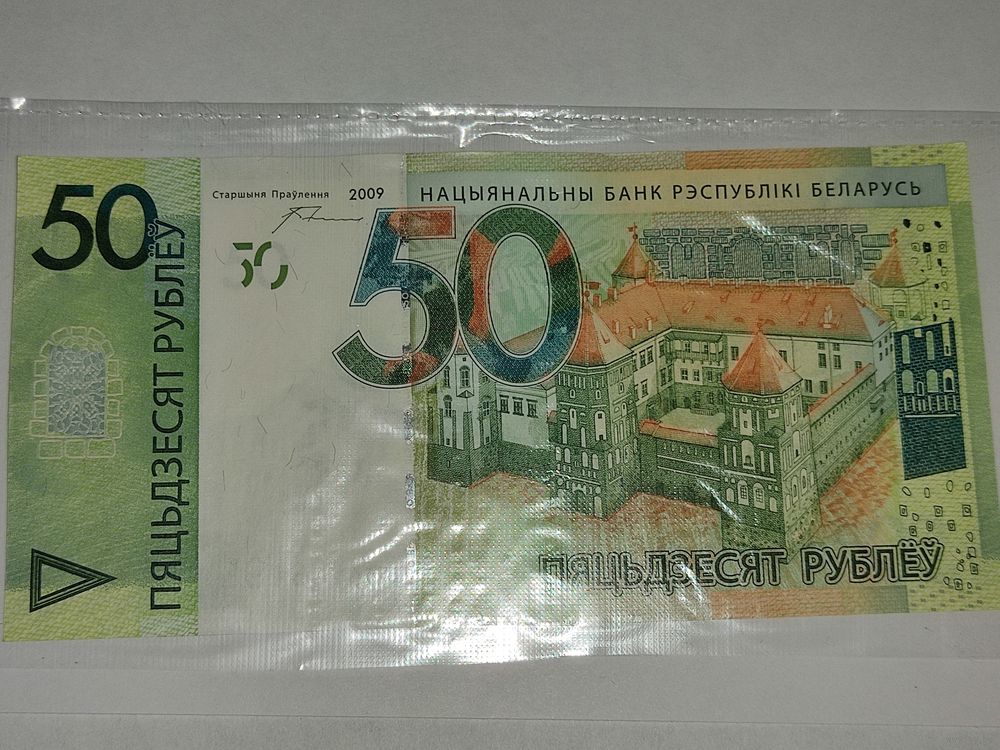 50
ПЯЦЬДЗЕСЯТ РУБЛЁЎ
Старшыня Праўлення 2009
50
НАЦЫЯНАЛЬНЫ БАНК РЭСПУБЛІКІ БЕЛАРУСЬ
50
ПЯЦЬДЗЕСЯТ РУБЛЁЎ